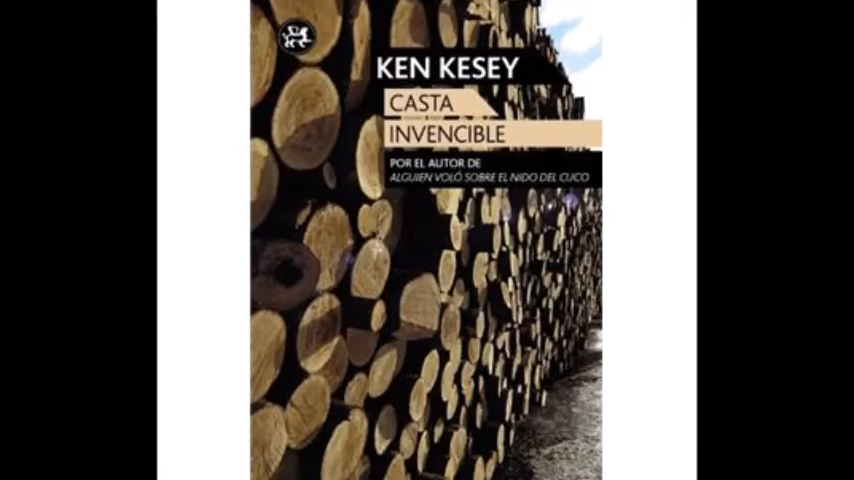 KEN KESEY
CASTA
INVENCIBLE
POR EL AUTOR DE
ALGUIEN VOLÓ SOBRE EL NIDO DEL CUCO